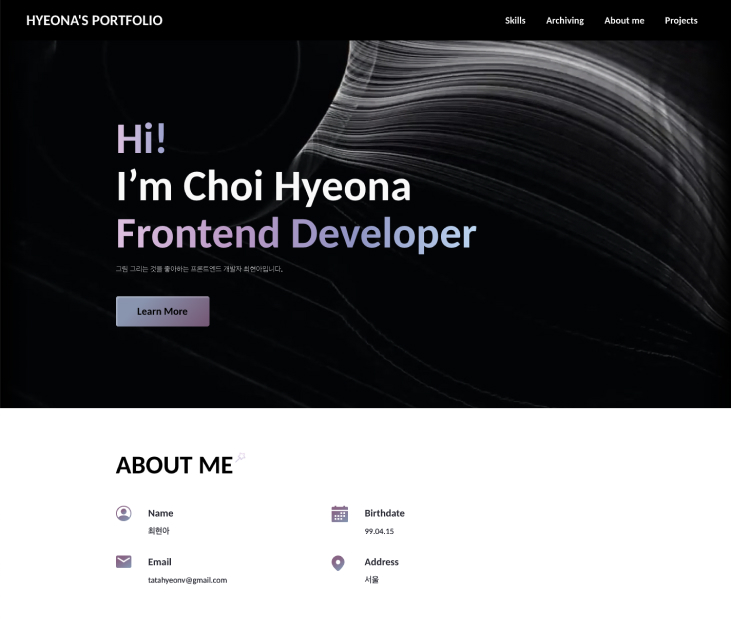 HYEONA'S PORTFOLIO
Skills Archiving About me Projects
Hi!
I’m Choi Hyeona
Frontend Developer
그림 그리는 것을 좋아하는 프론트엔드 개발자 최현아입니다.
Learn More
ABOUT ME
Name
최현아
Birthdate
99.04.15
Email
tatahyeonv@gmail.com
Address
서울